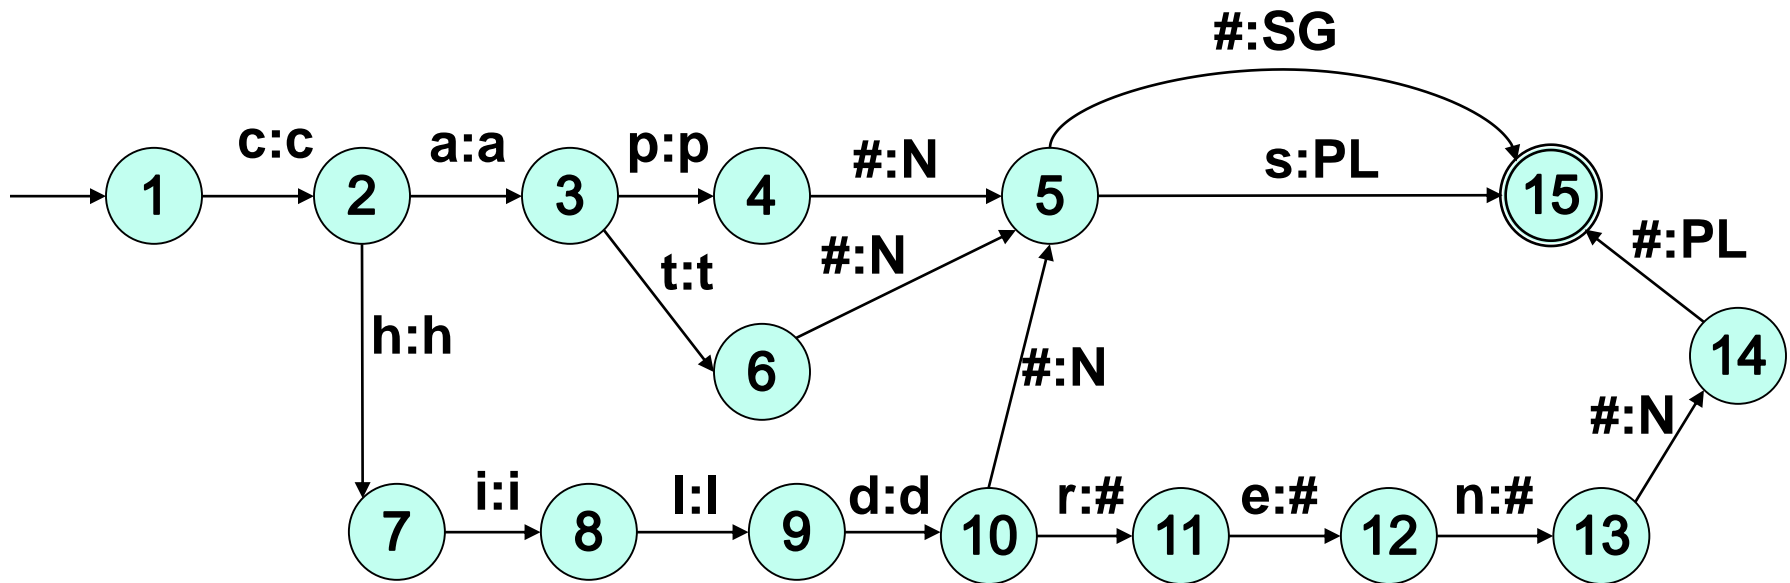 #:SG
c:c a:a p:p #:N s:PL
1 2 3 4 5 15
#:N #:PL
t:t
h:h
6 #:N 14
#:N
i:i l:l d:d r:# e:# n:#
7 8 9 10 11 12 13